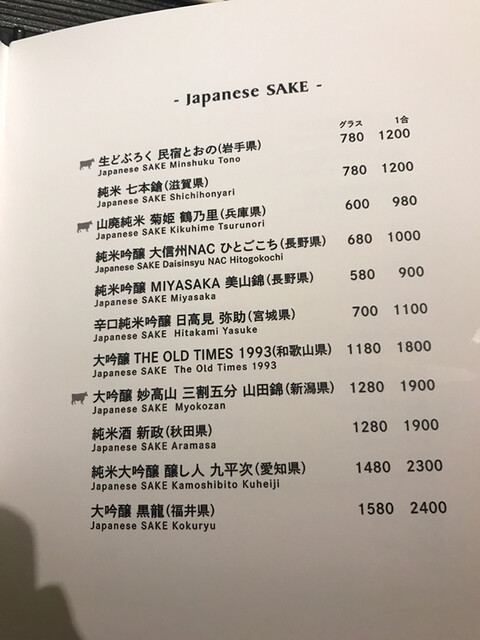 - Japanese SAKE -
グラス 1合
生どぶろく 民宿とおの(岩手県) 780 1200
Japanese SAKE Minshuku Tono
純米 七本鎗(滋賀県) 780 1200
Japanese SAKE Shichihonyari
山廃純米 菊姫 鶴乃里(兵庫県) 600 980
Japanese SAKE Kikuhime Tsurunori
純米吟醸 大信州NAC ひとごこち(長野県) 680 1000
Japanese SAKE Daisinsyu NAC Hitogokochi
純米吟醸 MIYASAKA 美山錦(長野県) 580 900
Japanese SAKE Miyasaka
辛口純米吟醸 日高見 弥助(宮城県) 700 1100
Japanese SAKE Hitakami Yasuke
大吟醸 THE OLD TIMES 1993(和歌山県) 1180 1800
Japanese SAKE The Old Times 1993
大吟醸 妙高山 三割五分 山田錦(新潟県) 1280 1900
Japanese SAKE Myokozan
純米酒 新政(秋田県) 1280 1900
Japanese SAKE Aramasa
純米大吟醸 醸し人 九平次(愛知県) 1480 2300
Japanese SAKE Kamoshibito Kuheiji
大吟醸 黒龍(福井県) 1580 2400
Japanese SAKE Kokuryu